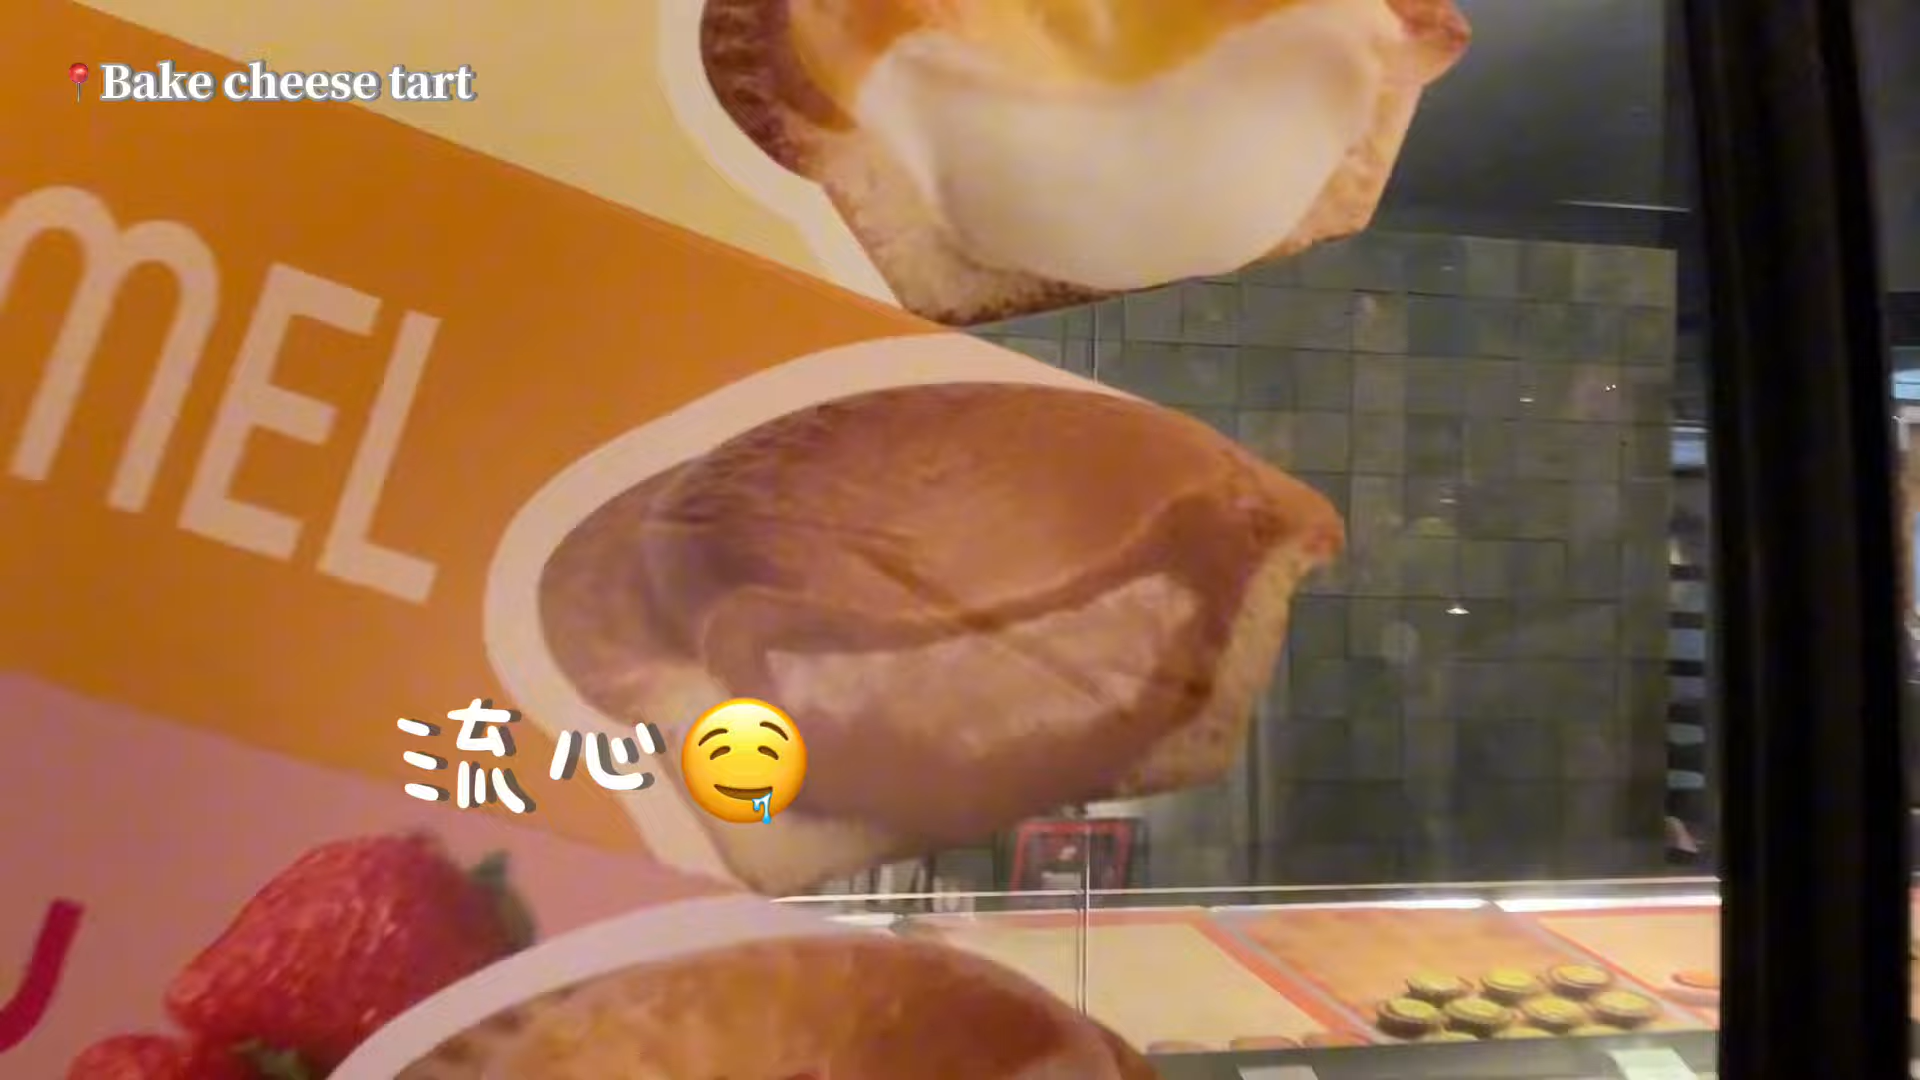 📍Bake cheese tart
MEL
流心🤤